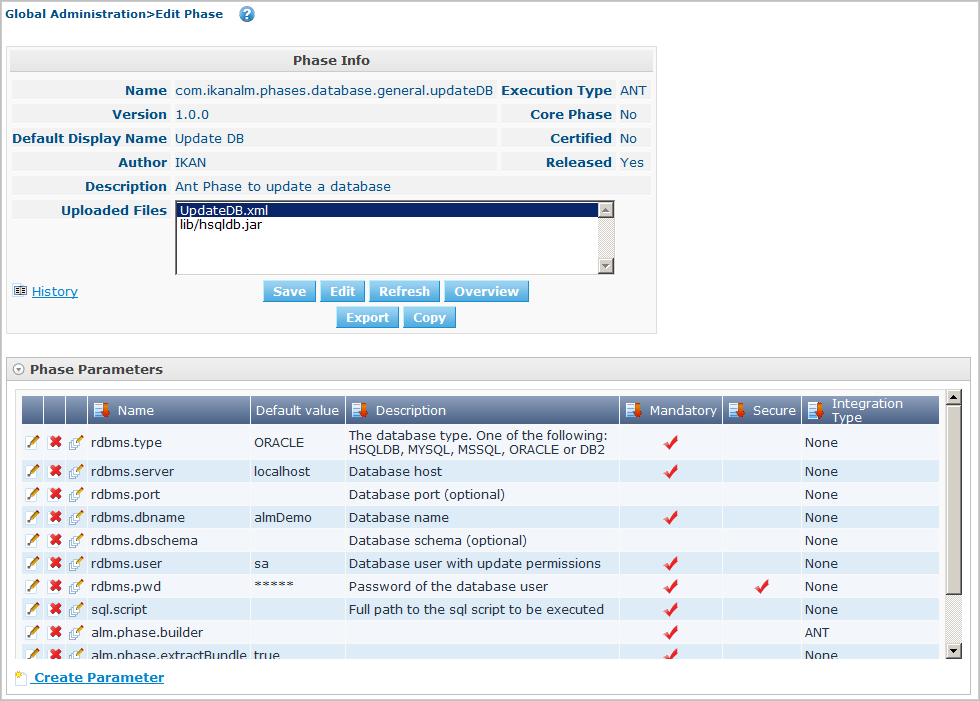 Global Administration>Edit Phase ?
Phase Info
Name com.ikanalm.phases.database.general.updateDB Execution Type ANT
Version 1.0.0 Core Phase No
Default Display Name Update DB Certified No
Author IKAN Released Yes
Description Ant Phase to update a database
Uploaded Files UpdateDB.xml
lib/hsqldb.jar
History Save Edit Refresh Overview
Export Copy
Phase Parameters
Name Default value Description Mandatory Secure Integration
Type
rdbms.type ORACLE The database type. One of the following:
HSQLDB, MYSQL, MSSQL, ORACLE or DB2 None
rdbms.server localhost Database host None
rdbms.port Database port (optional) None
rdbms.dbname almDemo Database name None
rdbms.dbschema Database schema (optional) None
rdbms.user sa Database user with update permissions None
rdbms.pwd ***** Password of the database user None
sql.script Full path to the sql script to be executed None
alm.phase.builder ANT
alm.phase.extractBundle true None
Create Parameter